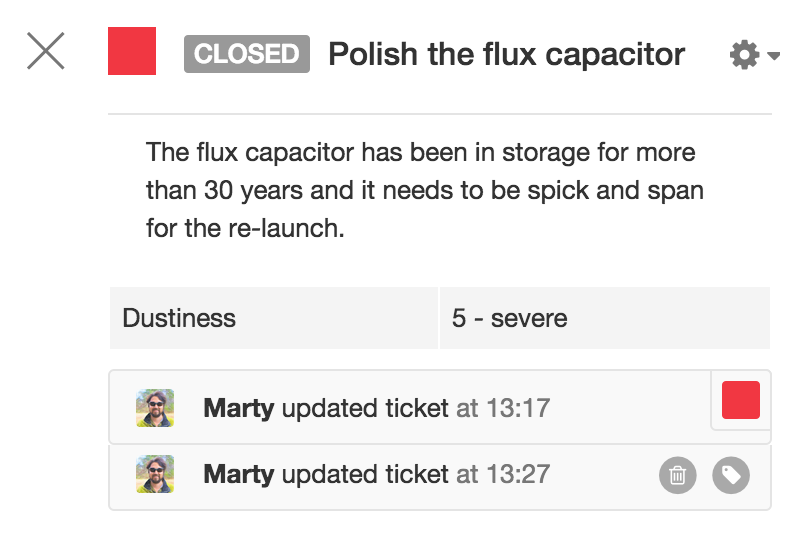 CLOSED Polish the flux capacitor
The flux capacitor has been in storage for more
than 30 years and it needs to be spick and span
for the re-launch.
Dustiness 5 - severe
Marty updated ticket at 13:17
Marty updated ticket at 13:27